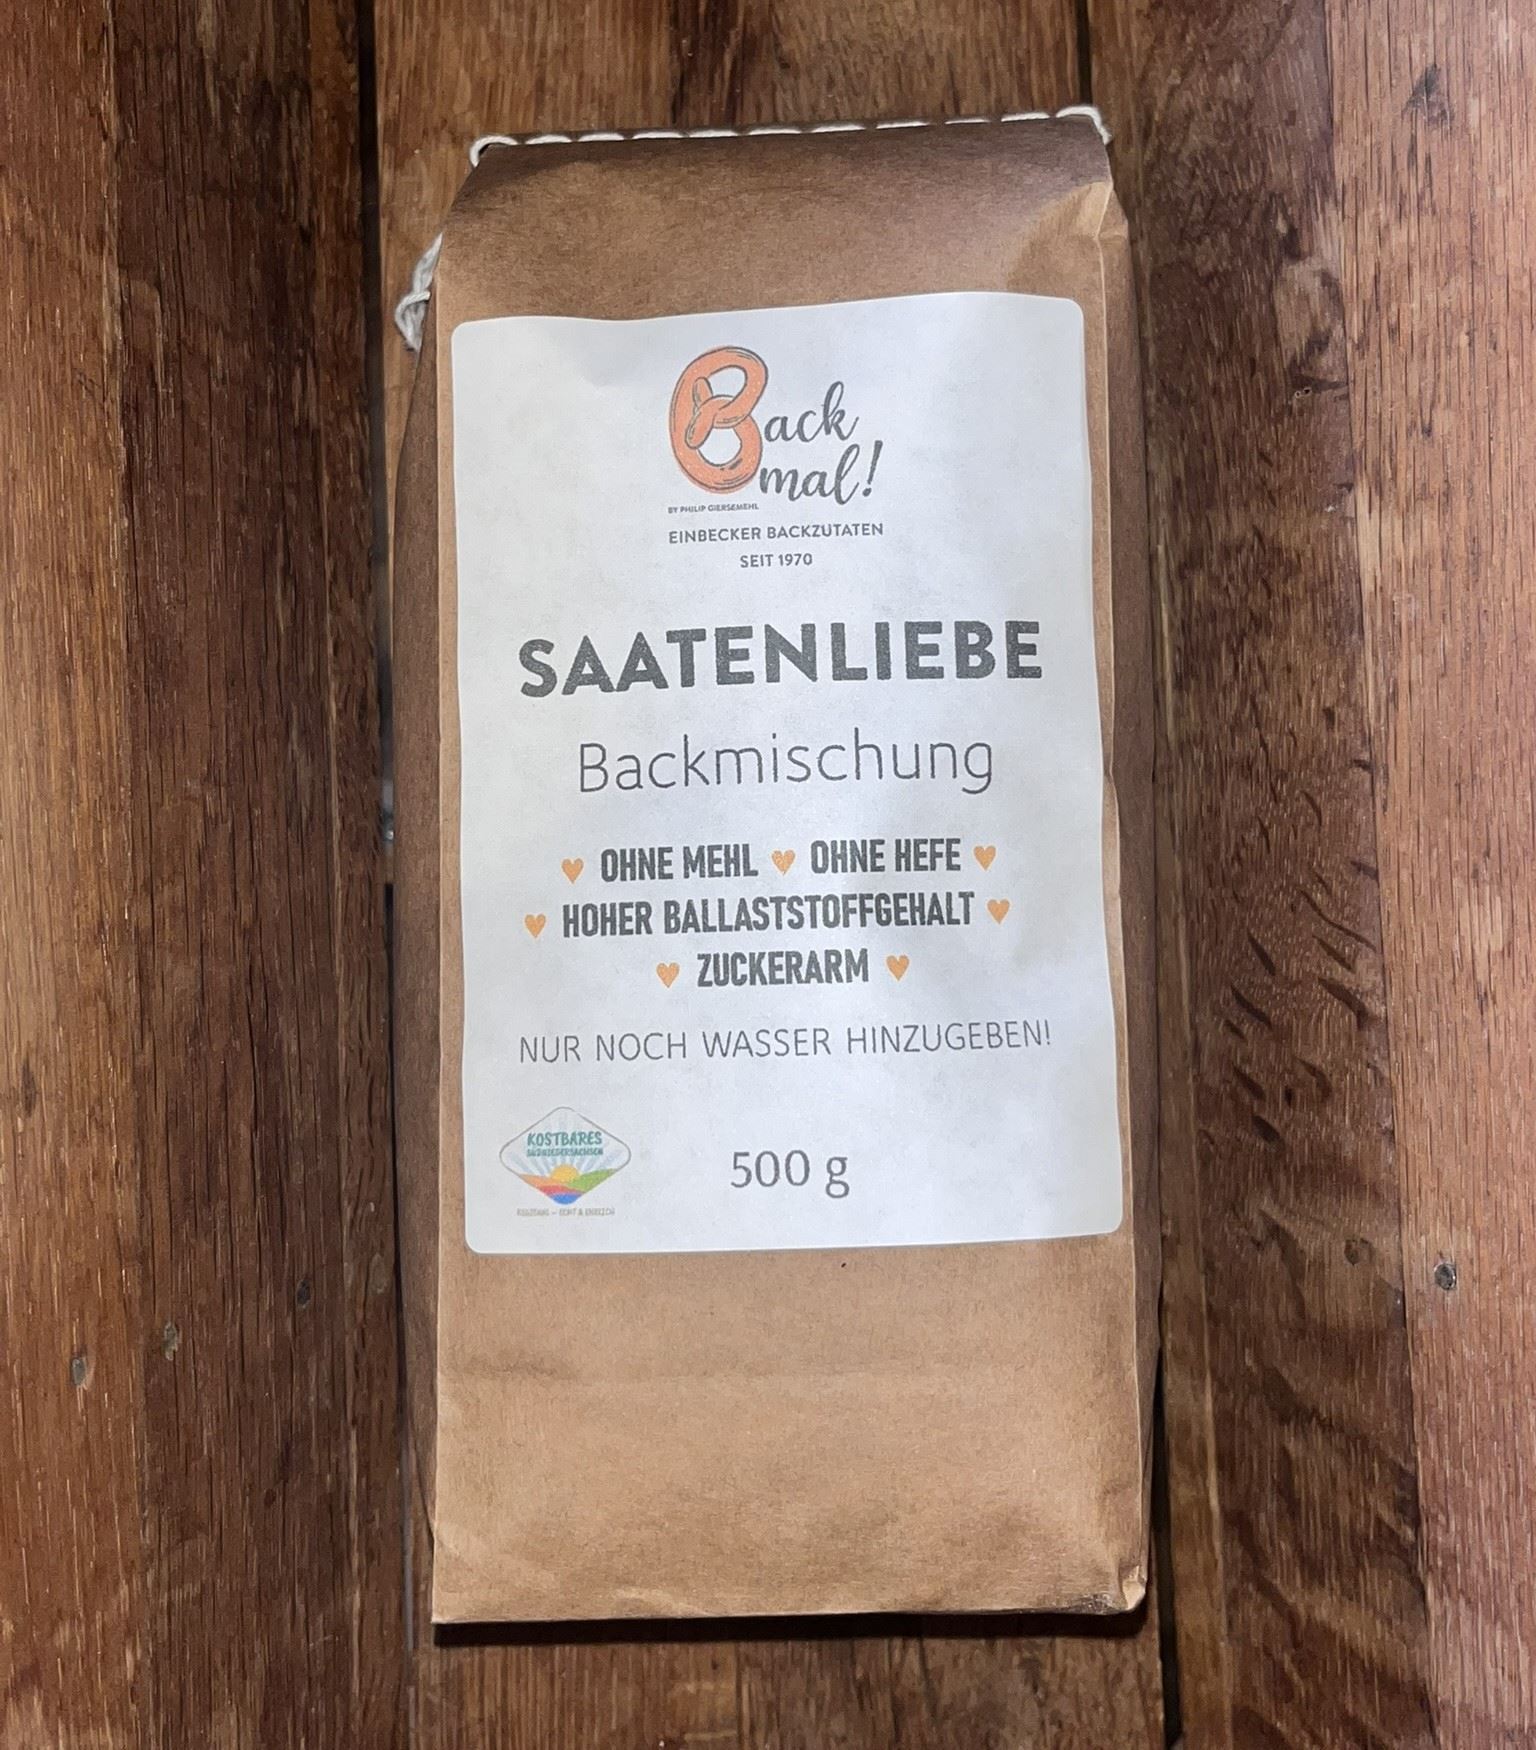 Back
mal!
BY PHILIP GIERSEMEHL
EINBECKER BACKZUTATEN
SEIT 1970
SAATENLIEBE
Backmischung
OHNE MEHL OHNE HEFE
HOHER BALLASTSTOFFGEHALT
ZUCKERARM
NUR NOCH WASSER HINZUGEBEN!
KOSTBARES
SÜDNIEDERSACHSEN
500 g